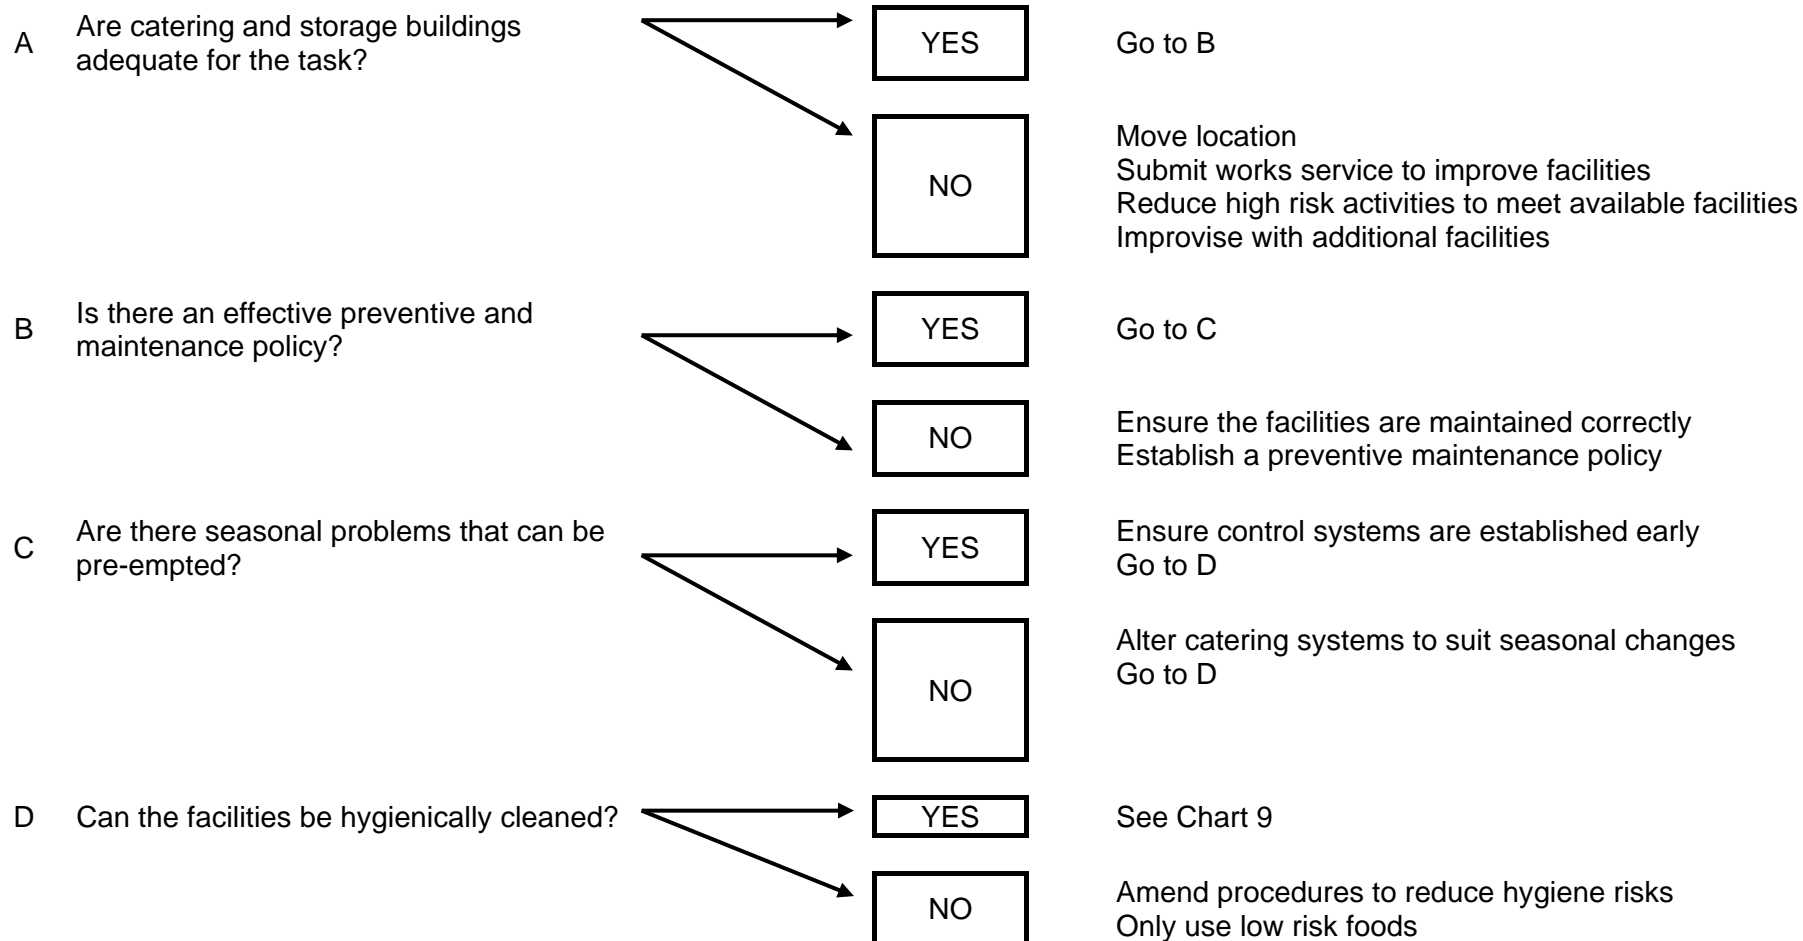 A Are catering and storage buildings
adequate for the task?
YES
Go to B
NO
Move location
Submit works service to improve facilities
Reduce high risk activities to meet available facilities
Improvise with additional facilities
B Is there an effective preventive and
maintenance policy?
YES
Go to C
NO
Ensure the facilities are maintained correctly
Establish a preventive maintenance policy
C Are there seasonal problems that can be
pre-empted?
YES
Ensure control systems are established early
Go to D
NO
Alter catering systems to suit seasonal changes
Go to D
D Can the facilities be hygienically cleaned?
YES
See Chart 9
NO
Amend procedures to reduce hygiene risks
Only use low risk foods